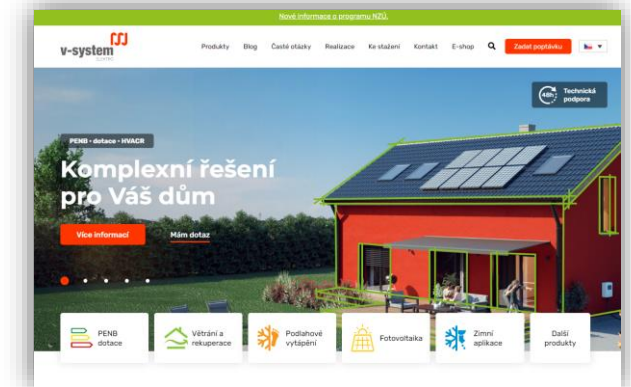 Nové informace o programu NZÚ.
v-system
Produkty Blog Časté otázky Realizace Ke stažení Kontakt E-shop Zadat poptávku
48h
Technická
podpora
PENB - dotace - HVACR
Komplexní řešení
pro Váš dům
Více informací Mám dotaz
PENB
dotace
Větrání a
rekuperace
Podlahové
vytápění
Fotovoltaika
Zimní
aplikace
Další
produkty